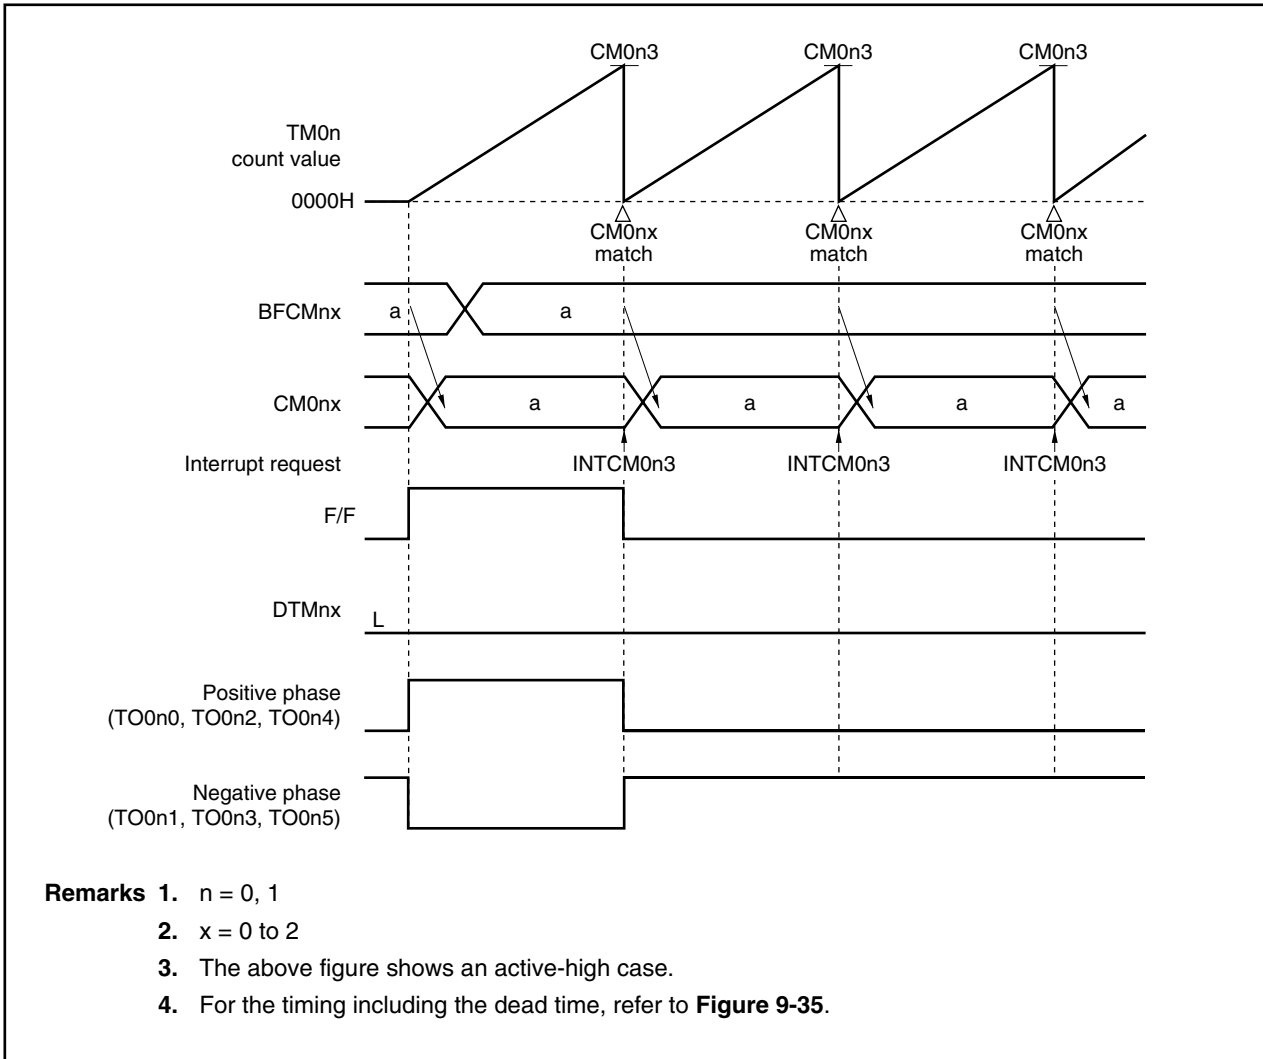 CM0n3 CM0n3 CM0n3
TM0n
count value
0000H
CM0nx CM0nx CM0nx
match match match
BFCMnx a a
CM0nx a a a a
Interrupt request INTCM0n3 INTCM0n3 INTCM0n3
F/F
DTMnx L
Positive phase
(TO0n0, TO0n2, TO0n4)
Negative phase
(TO0n1, TO0n3, TO0n5)
Remarks 1. n = 0, 1
2. x = 0 to 2
3. The above figure shows an active-high case.
4. For the timing including the dead time, refer to Figure 9-35.